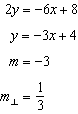 2y = −6x + 8
y = −3x + 4
m = −3
m⊥ = 1/3